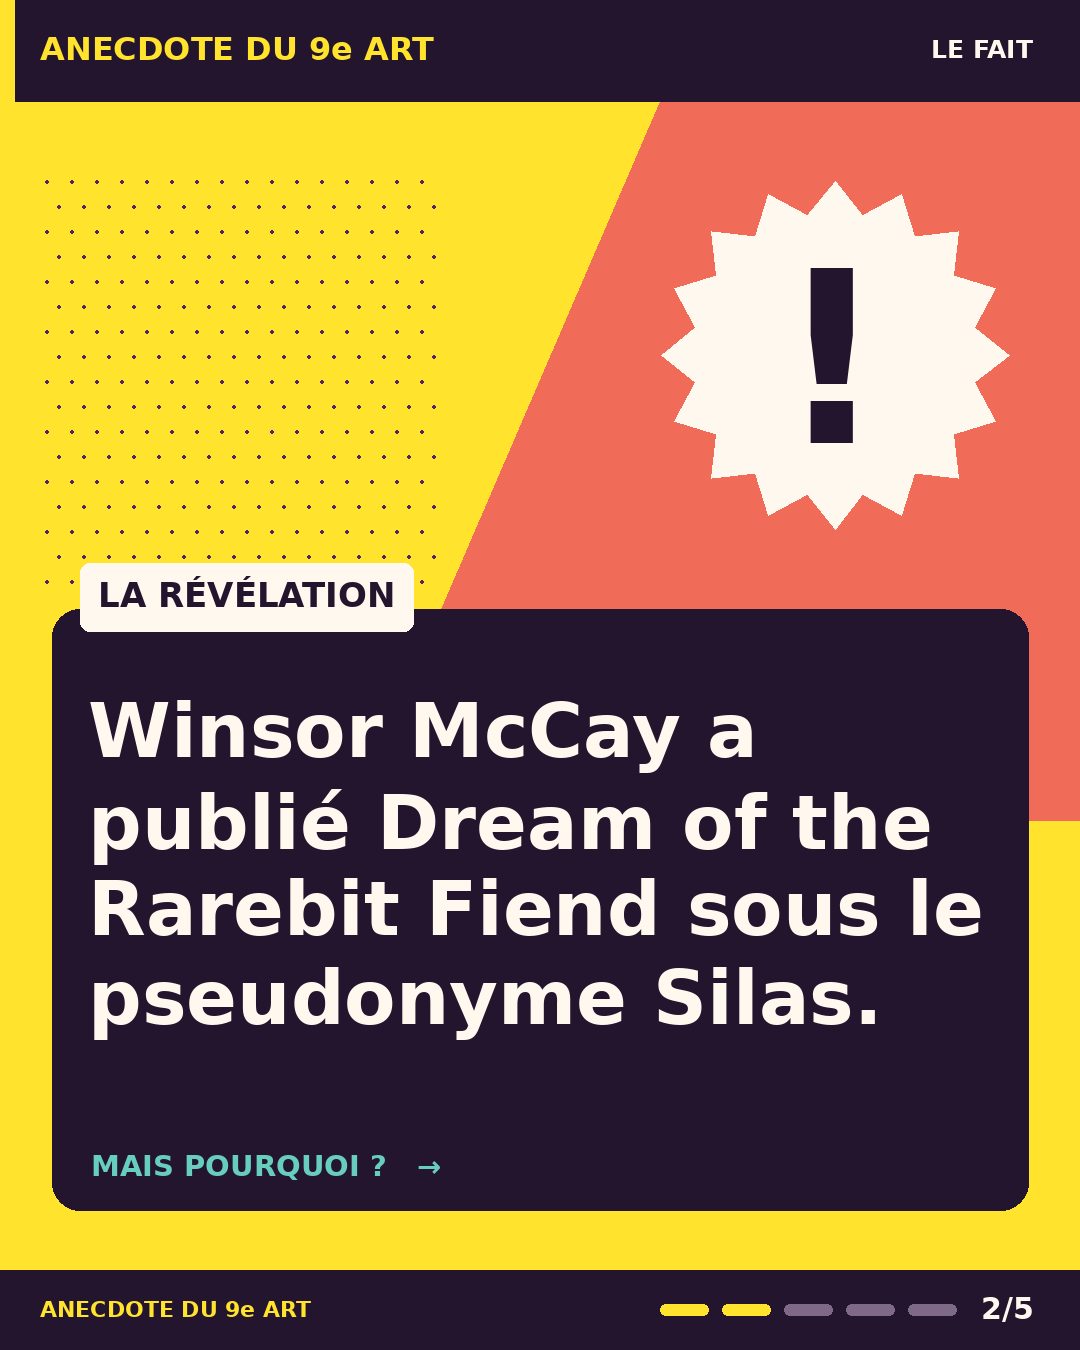 ANECDOTE DU 9e ART
LE FAIT
!
LA RÉVÉLATION
Winsor McCay a
publié Dream of the
Rarebit Fiend sous le
pseudonyme Silas.
MAIS POURQUOI ? →
ANECDOTE DU 9e ART
2/5